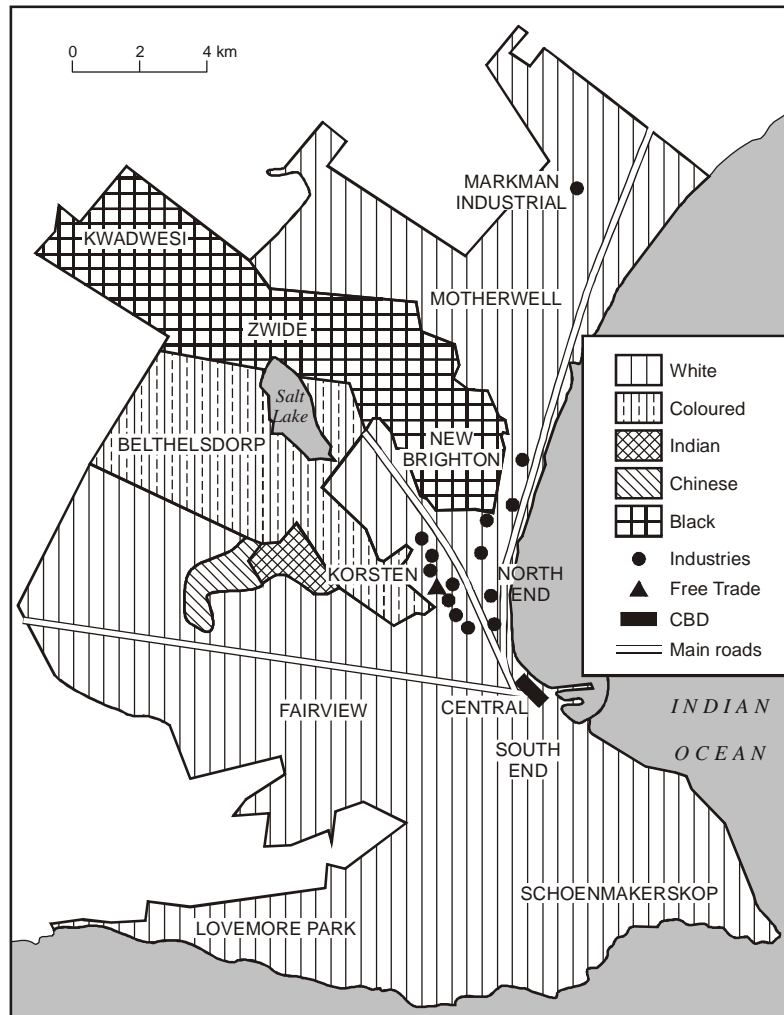 0 2 4 km
MARKMAN
INDUSTRIAL
KWADWESI
MOTHERWELL
ZWIDE
Salt
Lake
BELTHELSDORP
NEW
BRIGHTON
KORSTEN
NORTH
END
FAIRVIEW
CENTRAL
SOUTH
END
SCHOENMAKERSKOP
LOVEMORE PARK
White
Coloured
Indian
Chinese
Black
Industries
Free Trade
CBD
Main roads
INDIAN
OCEAN